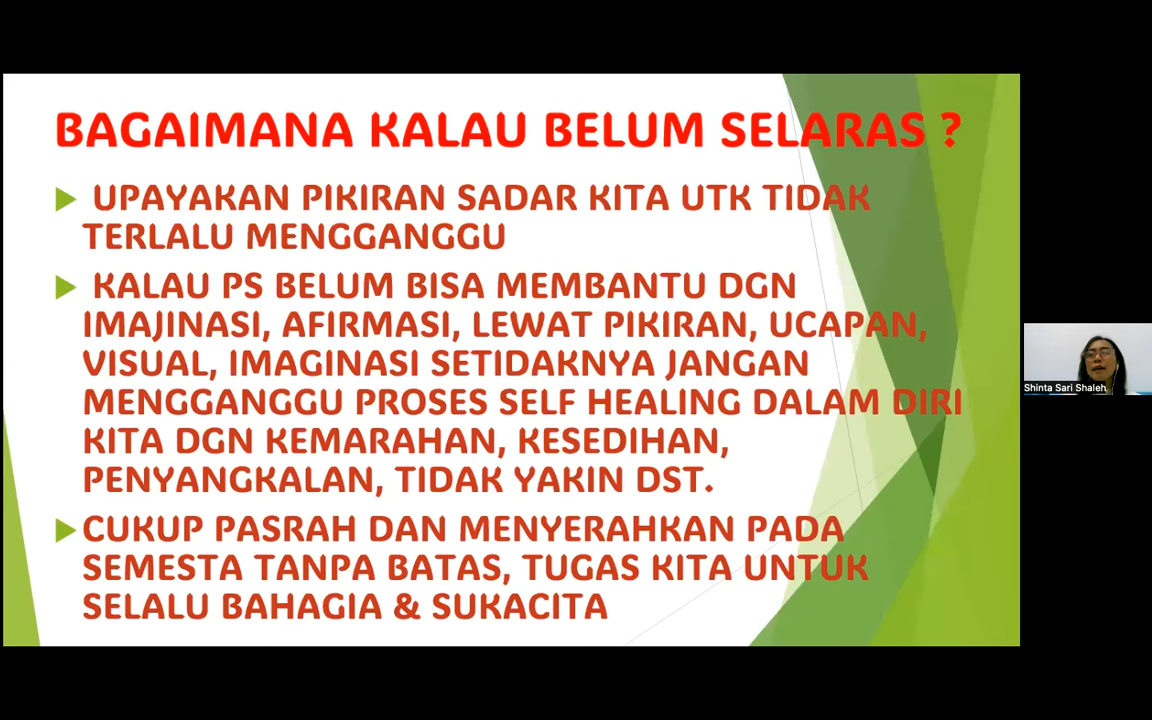 BAGAIMANA KALAU BELUM SELARAS ?
UPAYAKAN PIKIRAN SADAR KITA UTK TIDAK
TERLALU MENGGANGGU
KALAU PS BELUM BISA MEMBANTU DGN
IMAJINASI, AFIRMASI, LEWAT PIKIRAN, UCAPAN,
VISUAL, IMAGINASI SETIDAKNYA JANGAN
MENGGANGGU PROSES SELF HEALING DALAM DIRI
KITA DGN KEMARAHAN, KESEDIHAN,
PENYANGKALAN, TIDAK YAKIN DST.
CUKUP PASRAH DAN MENYERAHKAN PADA
SEMESTA TANPA BATAS, TUGAS KITA UNTUK
SELALU BAHAGIA & SUKACITA
Shinta Sari Shaleh